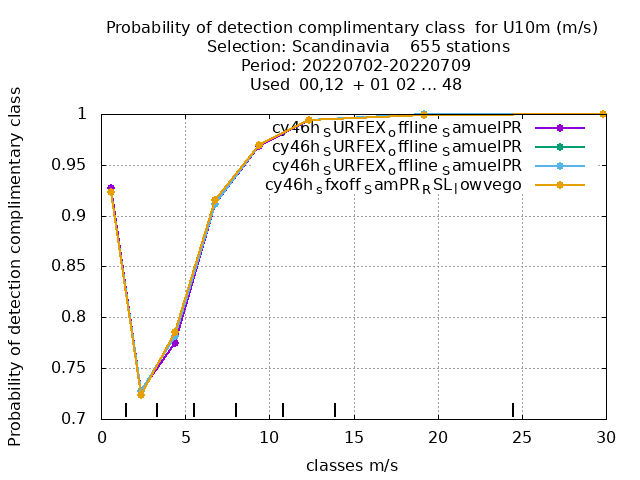 Probability of detection complimentary class  for U10m (m/s)
Selection: Scandinavia    655 stations
Period: 20220702-20220709
Used  00,12  + 01 02 ... 48
Probability of detection complimentary class
1
0.95
0.9
0.85
0.8
0.75
0.7
cy46h_SURFEX_offline_SamuelPR
cy46h_SURFEX_offline_SamuelPR
cy46h_SURFEX_offline_SamuelPR
cy46h_sfxoff_samPR_RSL_lowvego
0 5 10 15 20 25 30
classes m/s